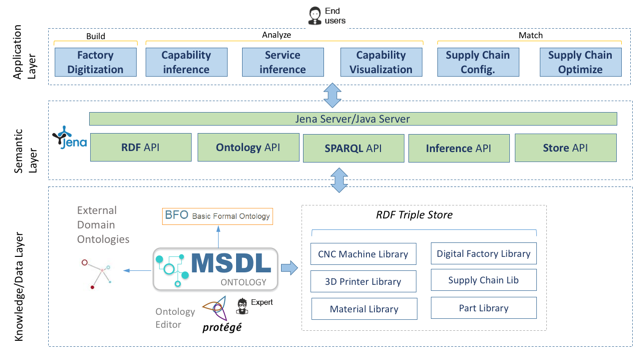 End
users
Build
Analyze
Match
Application
Layer
Factory
Digitization
Capability
inference
Service
inference
Capability
Visualization
Supply Chain
Config.
Supply Chain
Optimize
Semantic
Layer
Jena Server/Java Server
jena
RDF API
Ontology API
SPARQL API
Inference API
Store API
Knowledge/Data Layer
External
Domain
Ontologies
BFO Basic Formal Ontology
MSDL
ONTOLOGY
Ontology
Editor
protégé
Expert
RDF Triple Store
CNC Machine Library
Digital Factory Library
3D Printer Library
Supply Chain Lib
Material Library
Part Library